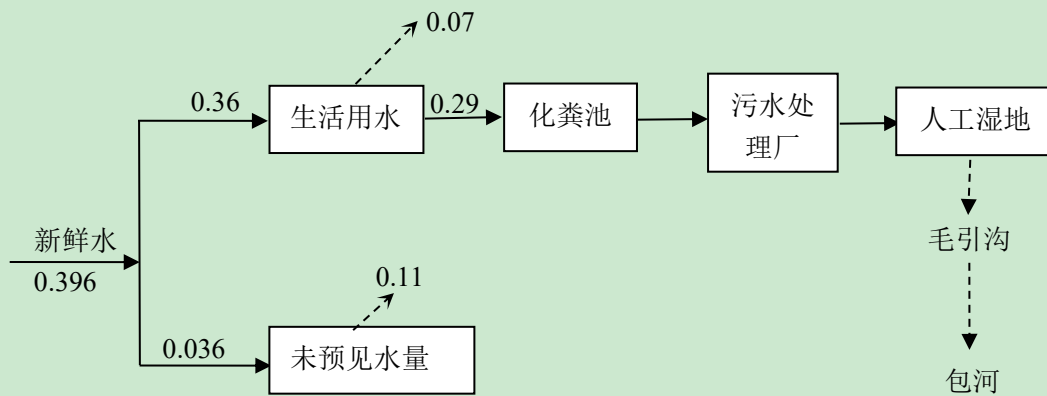 0.07
0.36
生活用水
0.29
化粪池
污水处
理厂
人工湿地
新鲜水
0.396
毛引沟
0.11
0.036
未预见水量
包河